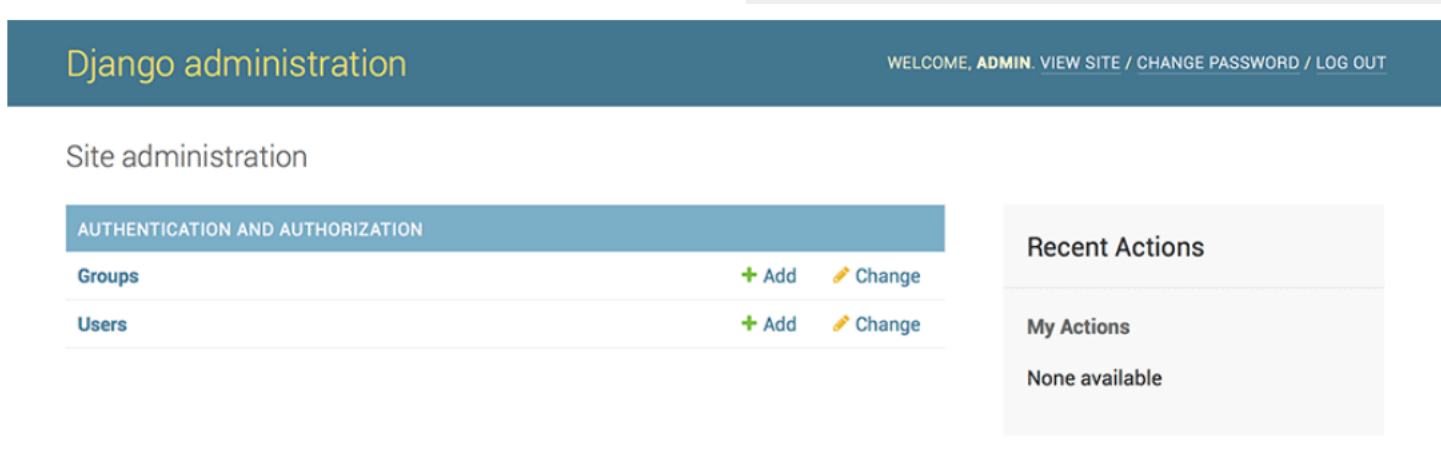 Django administration
WELCOME, ADMIN. VIEW SITE / CHANGE PASSWORD / LOG OUT
Site administration
AUTHENTICATION AND AUTHORIZATION
Groups + Add Change
Users + Add Change
Recent Actions
My Actions
None available